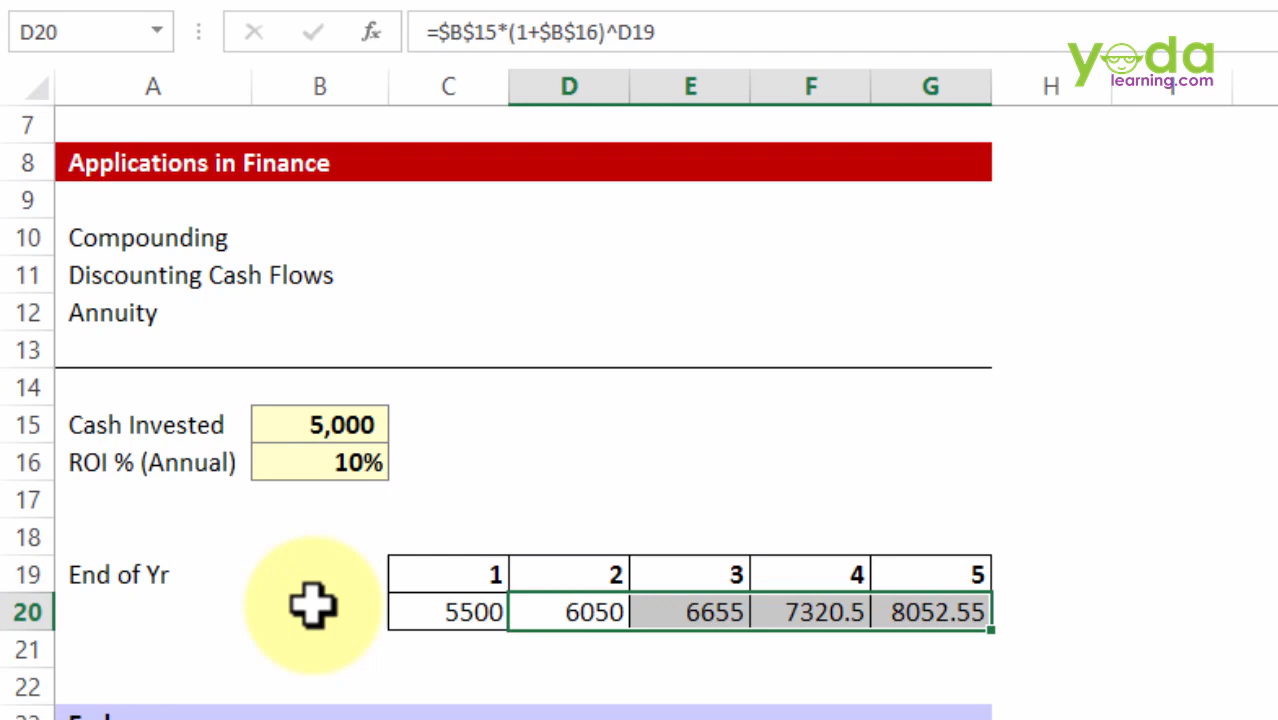 D20 fx =$B$15*(1+$B$16)^D19
yoda
learning.com
A B C D E F G H
7
8 Applications in Finance
9
10 Compounding
11 Discounting Cash Flows
12 Annuity
13
14
15 Cash Invested 5,000
16 ROI % (Annual) 10%
17
18
19 End of Yr 1 2 3 4 5
20 5500 6050 6655 7320.5 8052.55
21
22